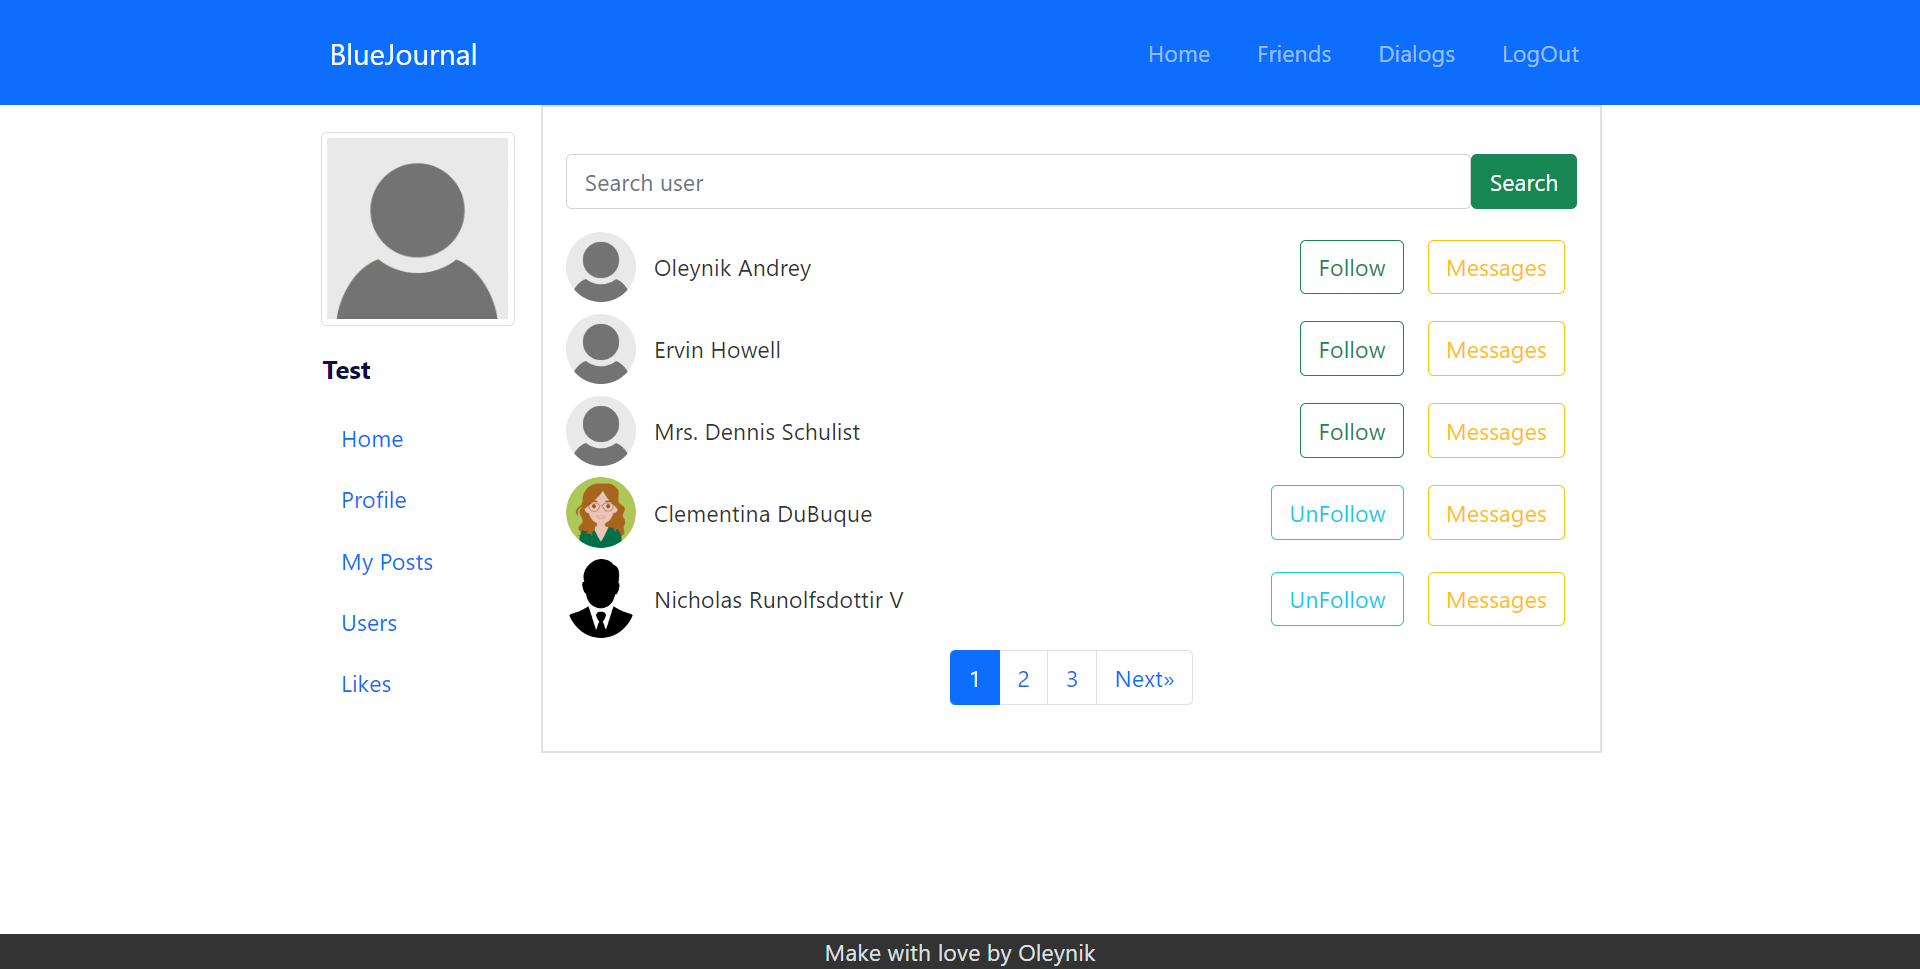 BlueJournal Home Friends Dialogs LogOut
Test
Home
Profile
My Posts
Users
Likes
Search user Search
Oleynik Andrey Follow Messages
Ervin Howell Follow Messages
Mrs. Dennis Schulist Follow Messages
Clementina DuBuque UnFollow Messages
Nicholas Runolfsdottir V UnFollow Messages
1 2 3 Next»
Make with love by Oleynik